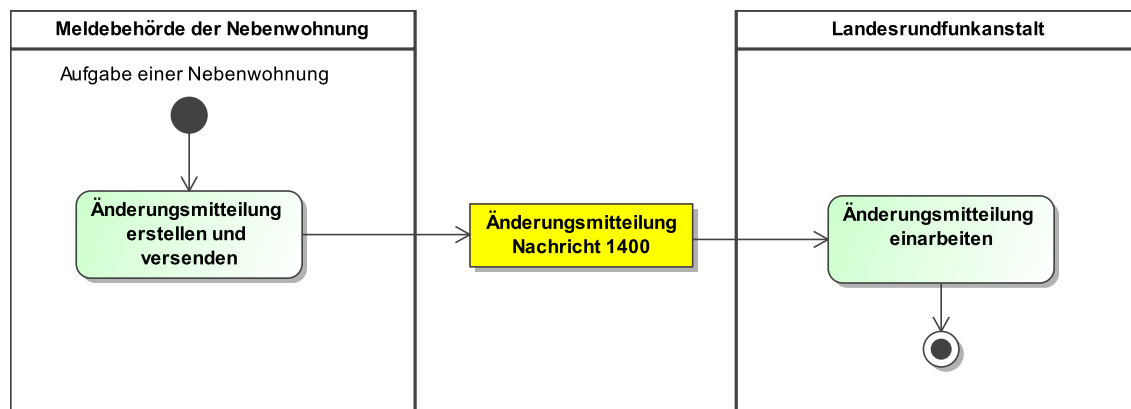 Meldebehörde der Nebenwohnung
Landesrundfunkanstalt
Aufgabe einer Nebenwohnung
Änderungsmitteilung
erstellen und
versenden
Änderungsmitteilung
Nachricht 1400
Änderungsmitteilung
einarbeiten